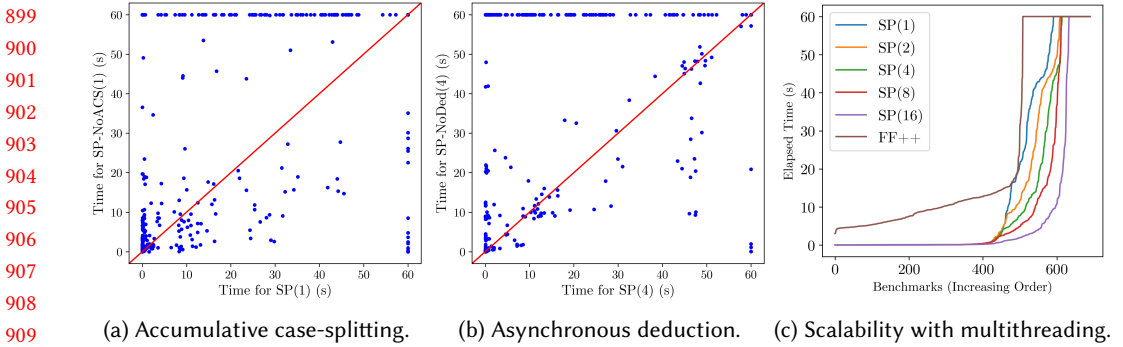 899
900
901
902
903
904
905
906
907
908
909
Time for SP-NoACS(1) (s)
60
50
40
30
20
10
0
0 10 20 30 40 50 60
Time for SP(1) (s)
(a) Accumulative case-splitting.
Time for SP-NoDed(4) (s)
60
50
40
30
20
10
0
0 10 20 30 40 50 60
Time for SP(4) (s)
(b) Asynchronous deduction.
Elapsed Time (s)
60
50
40
30
20
10
0
SP(1)
SP(2)
SP(4)
SP(8)
SP(16)
FF++
0 200 400 600
Benchmarks (Increasing Order)
(c) Scalability with multithreading.